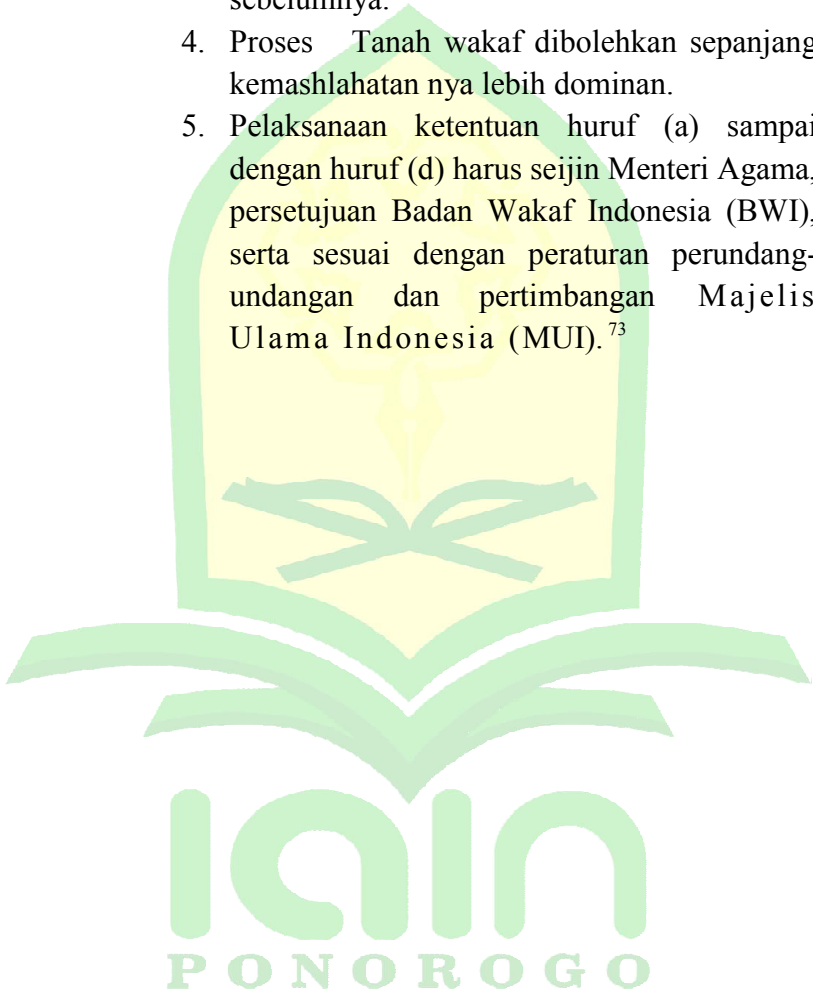 sebelumnya.
4. Proses Tanah wakaf dibolehkan sepanjang
kemashlahatan nya lebih dominan.
5. Pelaksanaan ketentuan huruf (a) sampai
dengan huruf (d) harus seijin Menteri Agama,
persetujuan Badan Wakaf Indonesia (BWI),
serta sesuai dengan peraturan perundang-
undangan dan pertimbangan Majelis
Ulama Indonesia (MUI). 73
iain
PONOROGO